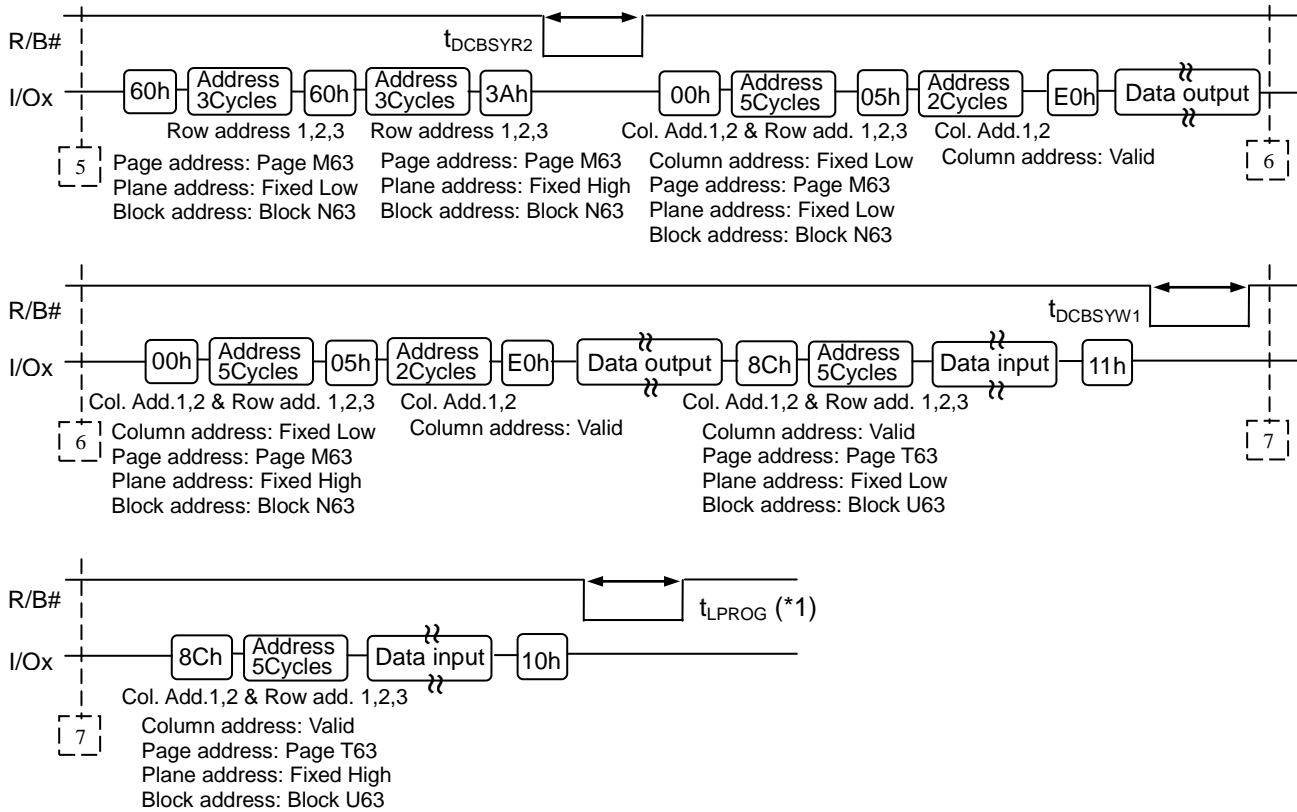 R/B#
tDCBSYR2
I/Ox
60h
Address
3Cycles
60h
Address
3Cycles
3Ah
00h
Address
5Cycles
05h
Address
2Cycles
E0h
Data output
Row address 1,2,3
Row address 1,2,3
Col. Add.1,2 & Row add. 1,2,3
Col. Add.1,2
5
Page address: Page M63
Plane address: Fixed Low
Block address: Block N63
Page address: Page M63
Plane address: Fixed High
Block address: Block N63
Column address: Fixed Low
Page address: Page M63
Plane address: Fixed Low
Block address: Block N63
Column address: Valid
6
R/B#
tDCBSYW1
I/Ox
00h
Address
5Cycles
05h
Address
2Cycles
E0h
Data output
8Ch
Address
5Cycles
Data input
11h
Col. Add.1,2 & Row add. 1,2,3
Col. Add.1,2
Col. Add.1,2 & Row add. 1,2,3
6
Column address: Fixed Low
Page address: Page M63
Plane address: Fixed High
Block address: Block N63
Column address: Valid
Column address: Valid
Page address: Page T63
Plane address: Fixed Low
Block address: Block U63
7
R/B#
tLPROG (*1)
I/Ox
8Ch
Address
5Cycles
Data input
10h
Col. Add.1,2 & Row add. 1,2,3
7
Column address: Valid
Page address: Page T63
Plane address: Fixed High
Block address: Block U63